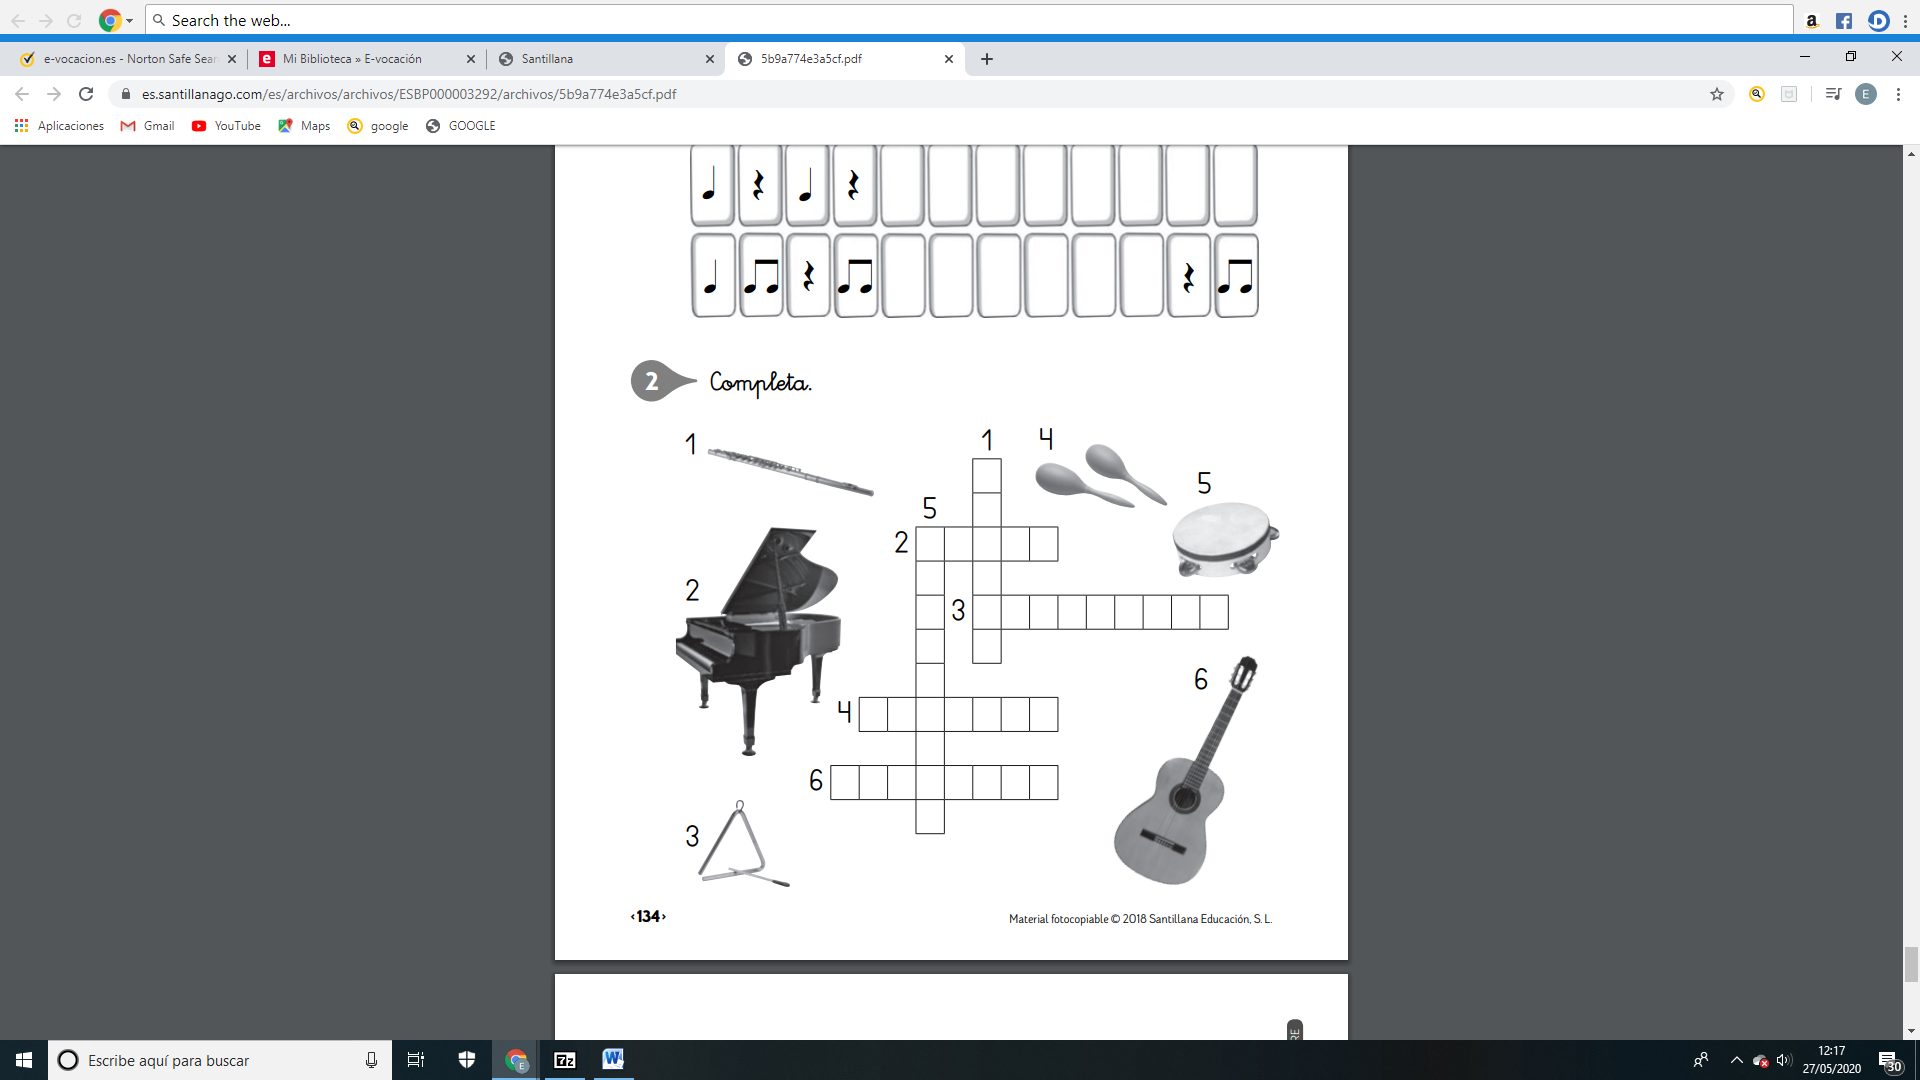 Search the web...
e-vocacion.es - Norton Safe Sear
Mi Biblioteca » E-vocación
Santillana
5b9a774e3a5cf.pdf
es.santillanago.com/es/archivos/archivos/ESBP000003292/archivos/5b9a774e3a5cf.pdf
E
Aplicaciones
Gmail
YouTube
Maps
google
GOOGLE
2 Completa.
1
1
4
5
5
2
2
3
6
4
6
3
‹134›
Material fotocopiable © 2018 Santillana Educación, S. L.
RE
Escribe aquí para buscar
7z
12:17
27/05/2020
30